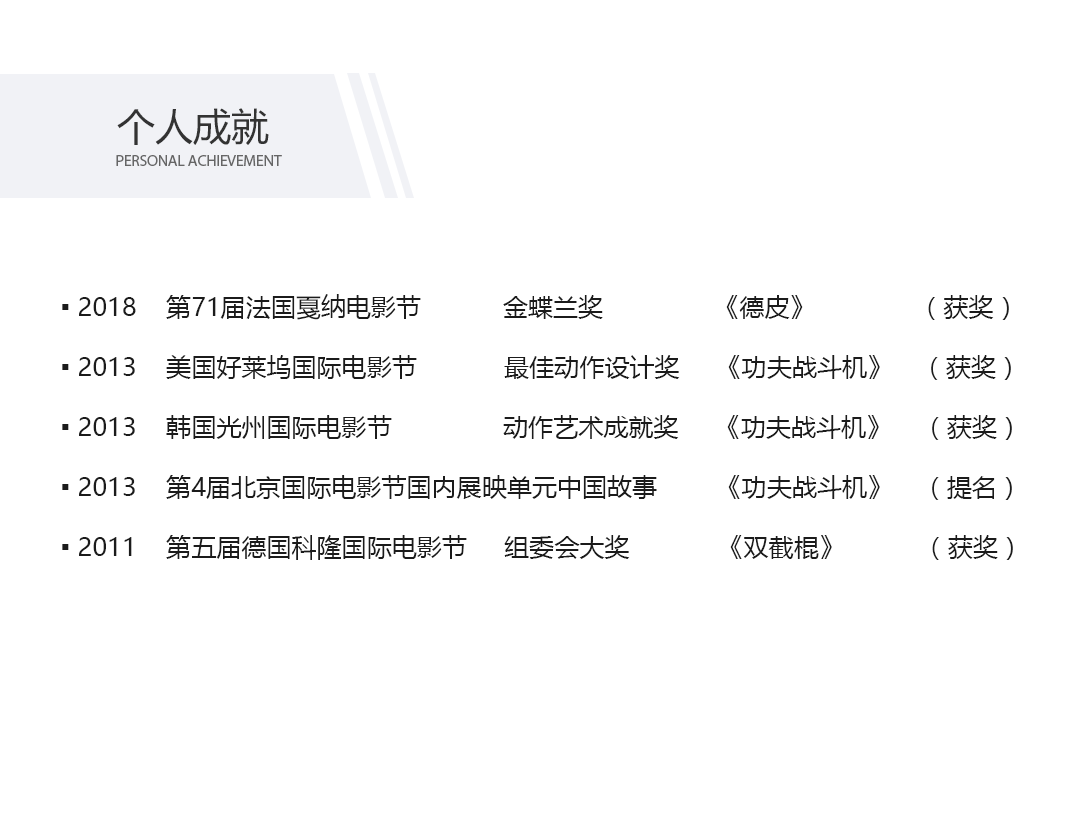 个人成就
PERSONAL ACHIEVEMENT
▪ 2018 第71届法国戛纳电影节 金蝶兰奖 《德皮》 （获奖）
▪ 2013 美国好莱坞国际电影节 最佳动作设计奖 《功夫战斗机》 （获奖）
▪ 2013 韩国光州国际电影节 动作艺术成就奖 《功夫战斗机》 （获奖）
▪ 2013 第4届北京国际电影节国内展映单元中国故事 《功夫战斗机》 （提名）
▪ 2011 第五届德国科隆国际电影节 组委会大奖 《双截棍》 （获奖）